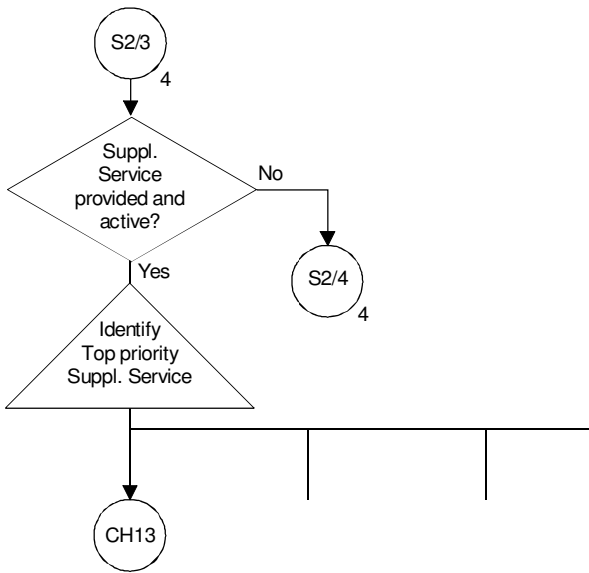 S2/3
4
Suppl.
Service
provided and
active?
No
S2/4
4
Yes
Identify
Top priority
Suppl. Service
CH13